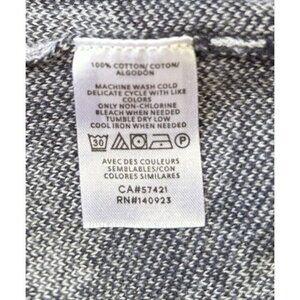 100% COTTON/ COTON/
ALGODÓN
MACHINE WASH COLD
DELICATE CYCLE WITH LIKE
COLORS
ONLY NON-CHLORINE
BLEACH WHEN NEEDED
TUMBLE DRY LOW
COOL IRON WHEN NEEDED
30 P
AVEC DES COULEURS
SEMBLABLES/CON
COLORES SIMILARES
CA#57421
RN#140923